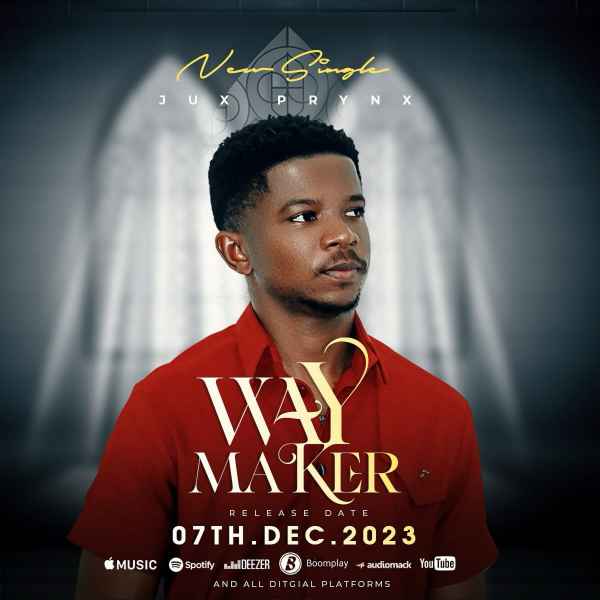 New Single
JUX PRYNX
WAY
MAKER
RELEASE DATE
07TH.DEC.2023
MUSIC Spotify DEEZER B Boomplay audiomack YouTube
AND ALL DITGIAL PLATFORMS